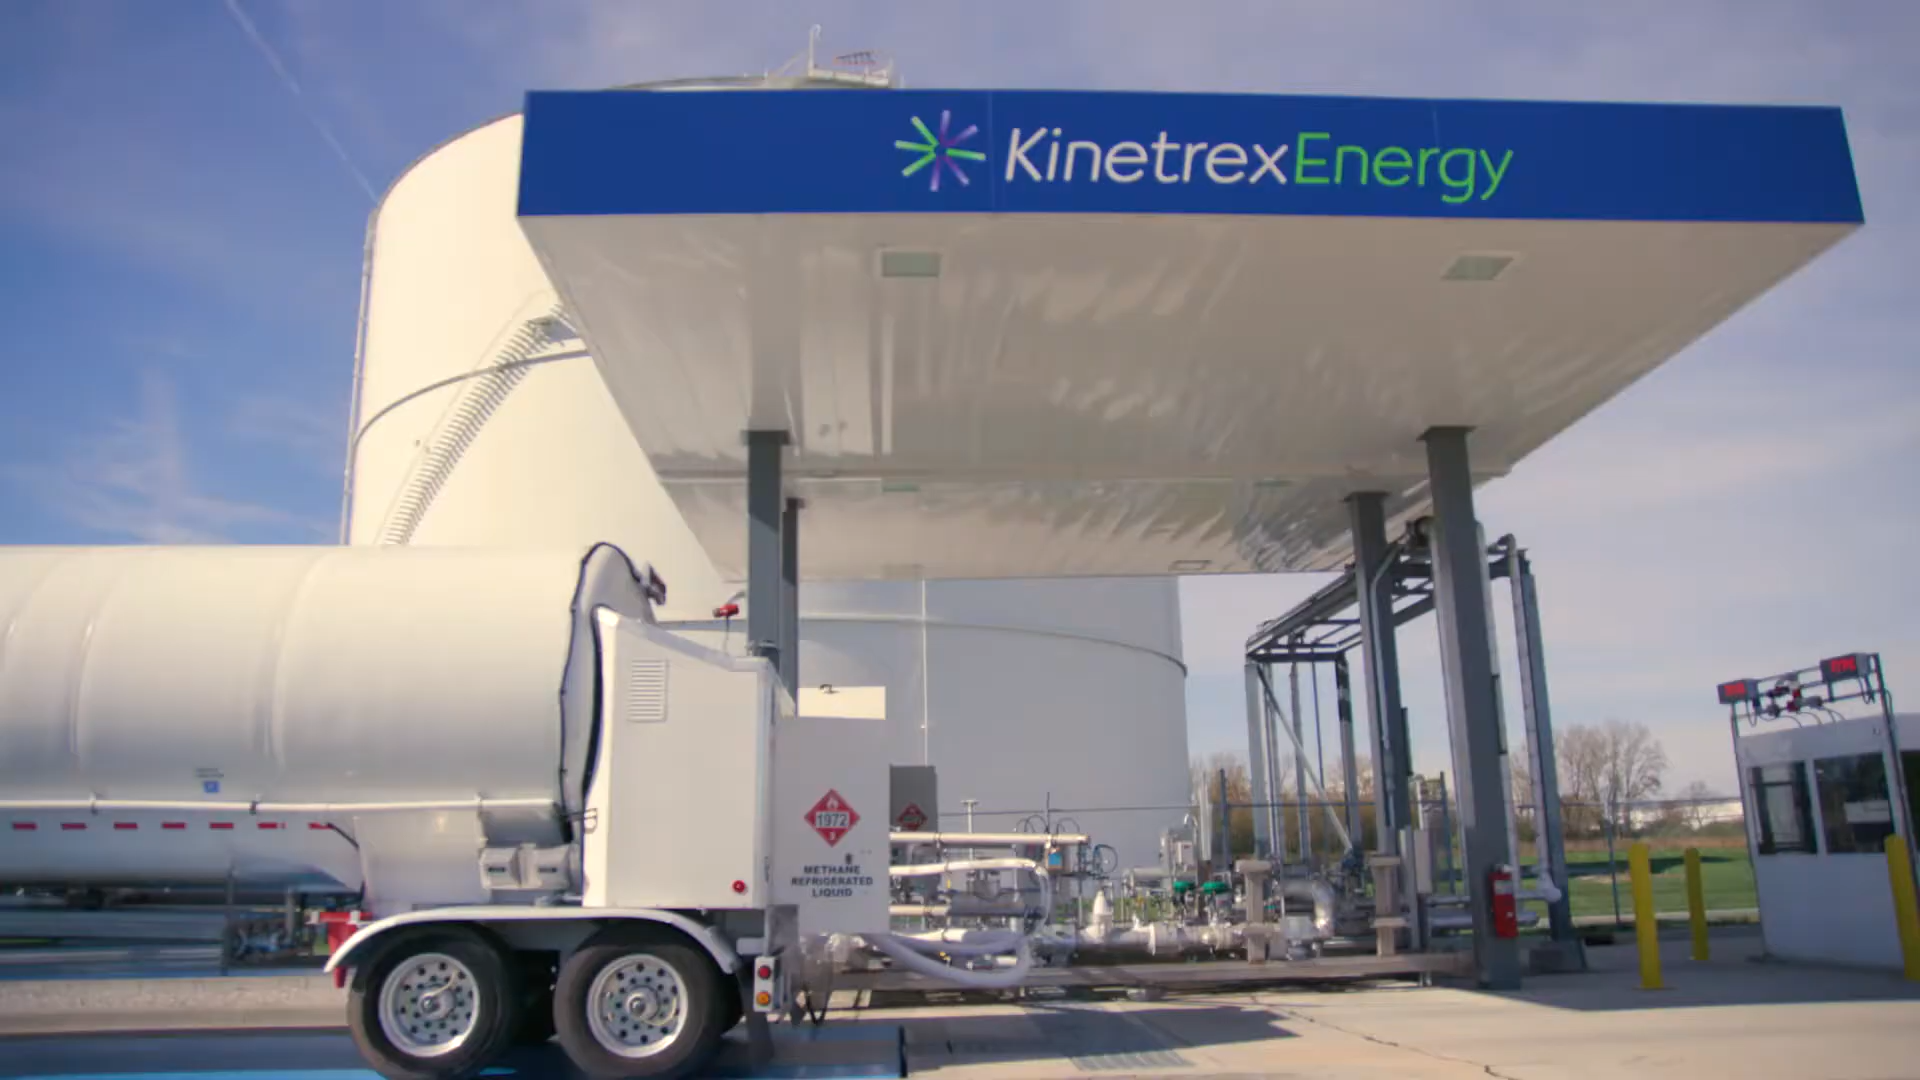 KinetrexEnergy
1972
METHANE
REFRIGERATED
LIQUID